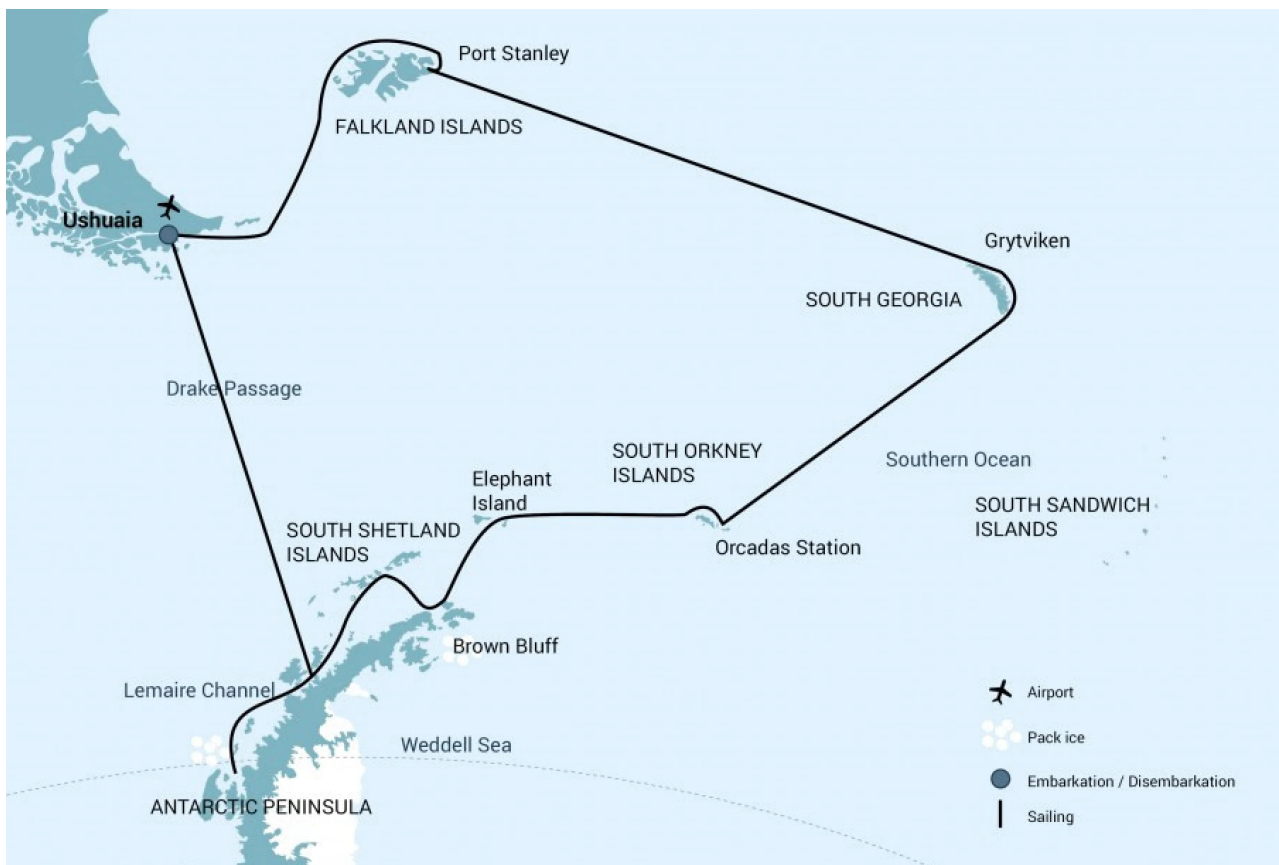 Port Stanley
FALKLAND ISLANDS
Ushuaia
Grytviken
SOUTH GEORGIA
Drake Passage
SOUTH ORKNEY
ISLANDS
Southern Ocean
Elephant
Island
SOUTH SANDWICH
ISLANDS
SOUTH SHETLAND
ISLANDS
Orcadas Station
Brown Bluff
Lemaire Channel
Weddell Sea
ANTARCTIC PENINSULA
Airport
Pack ice
Embarkation / Disembarkation
Sailing